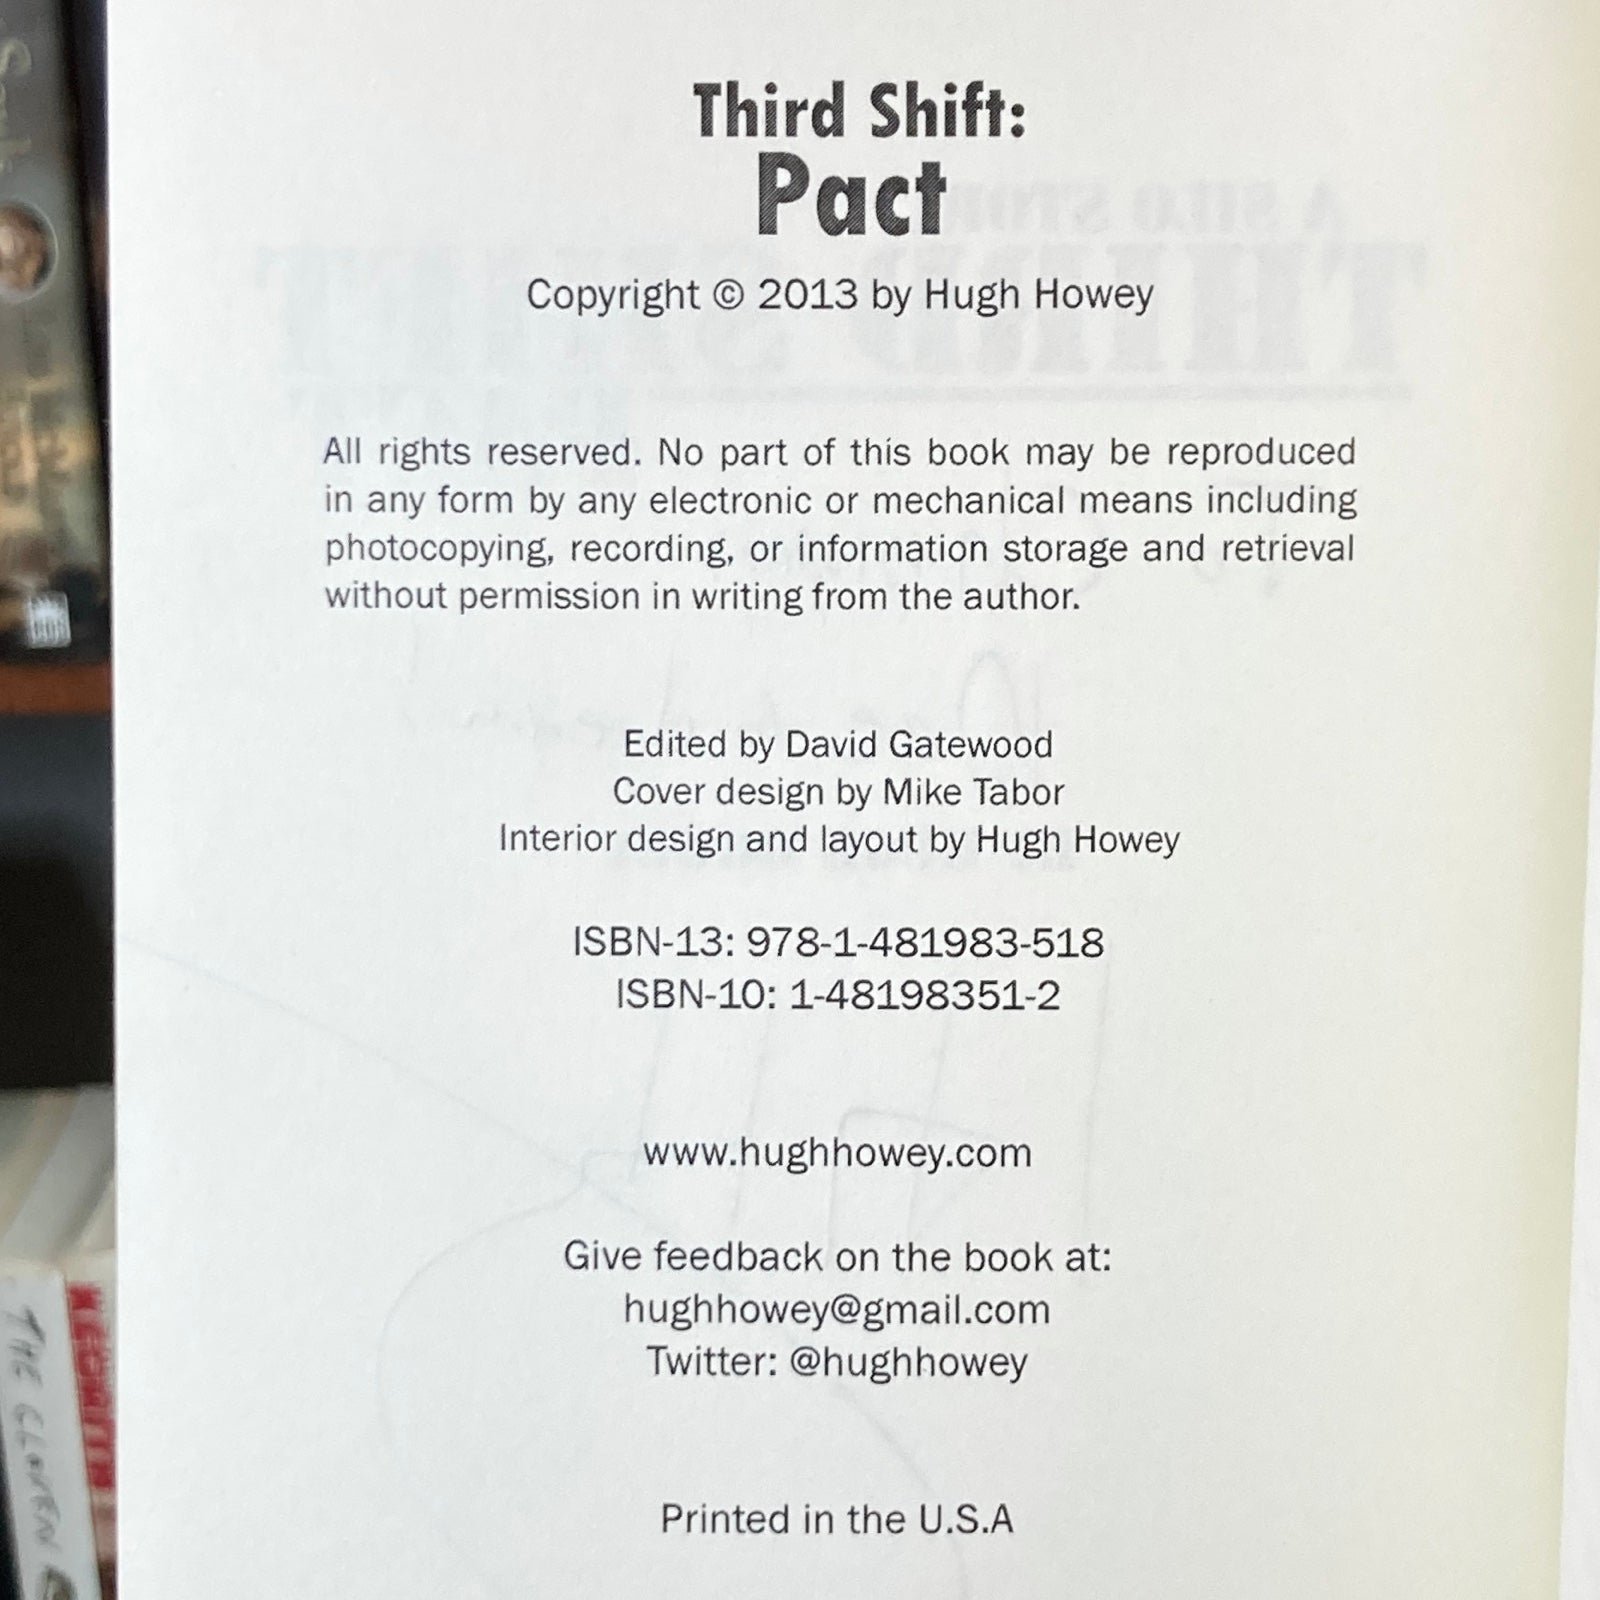 Third Shift:
Pact
Copyright © 2013 by Hugh Howey
All rights reserved. No part of this book may be reproduced
in any form by any electronic or mechanical means including
photocopying, recording, or information storage and retrieval
without permission in writing from the author.
Edited by David Gatewood
Cover design by Mike Tabor
Interior design and layout by Hugh Howey
ISBN-13: 978-1-481983-518
ISBN-10: 1-48198351-2
www.hughhowey.com
Give feedback on the book at:
hughhowey@gmail.com
Twitter: @hughhowey
Printed in the U.S.A
THE